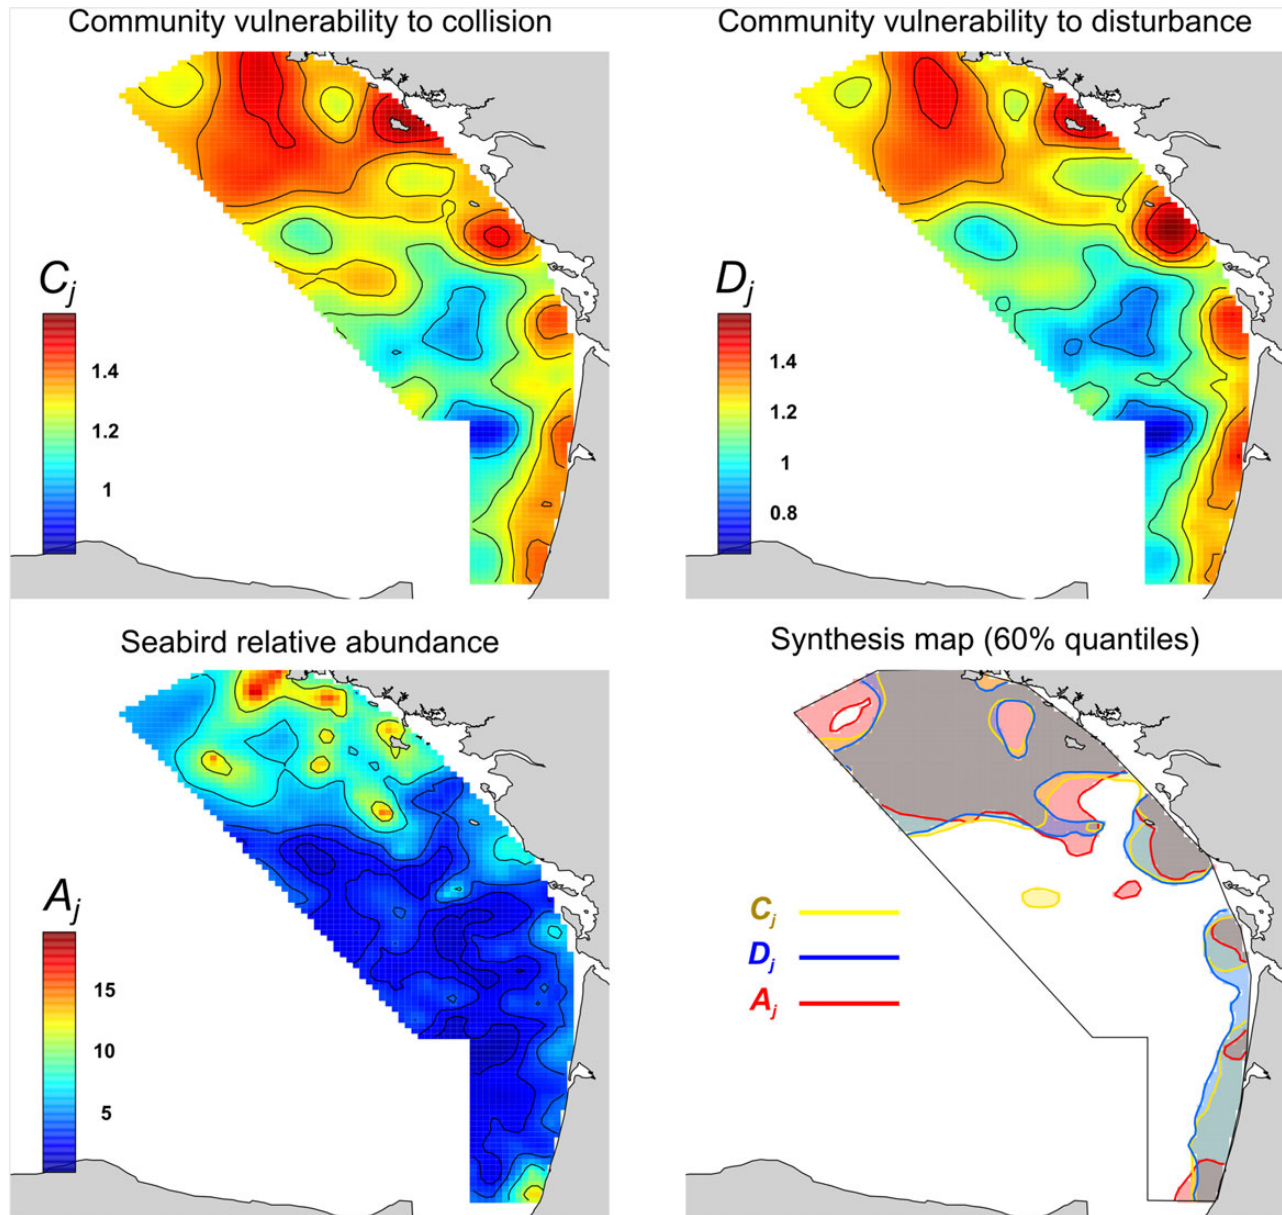 Community vulnerability to collision
Community vulnerability to disturbance
Cj
1.4
1.2
1
Dj
1.4
1.2
1
0.8
Seabird relative abundance
Synthesis map (60% quantiles)
Aj
15
10
5
Cj
Dj
Aj